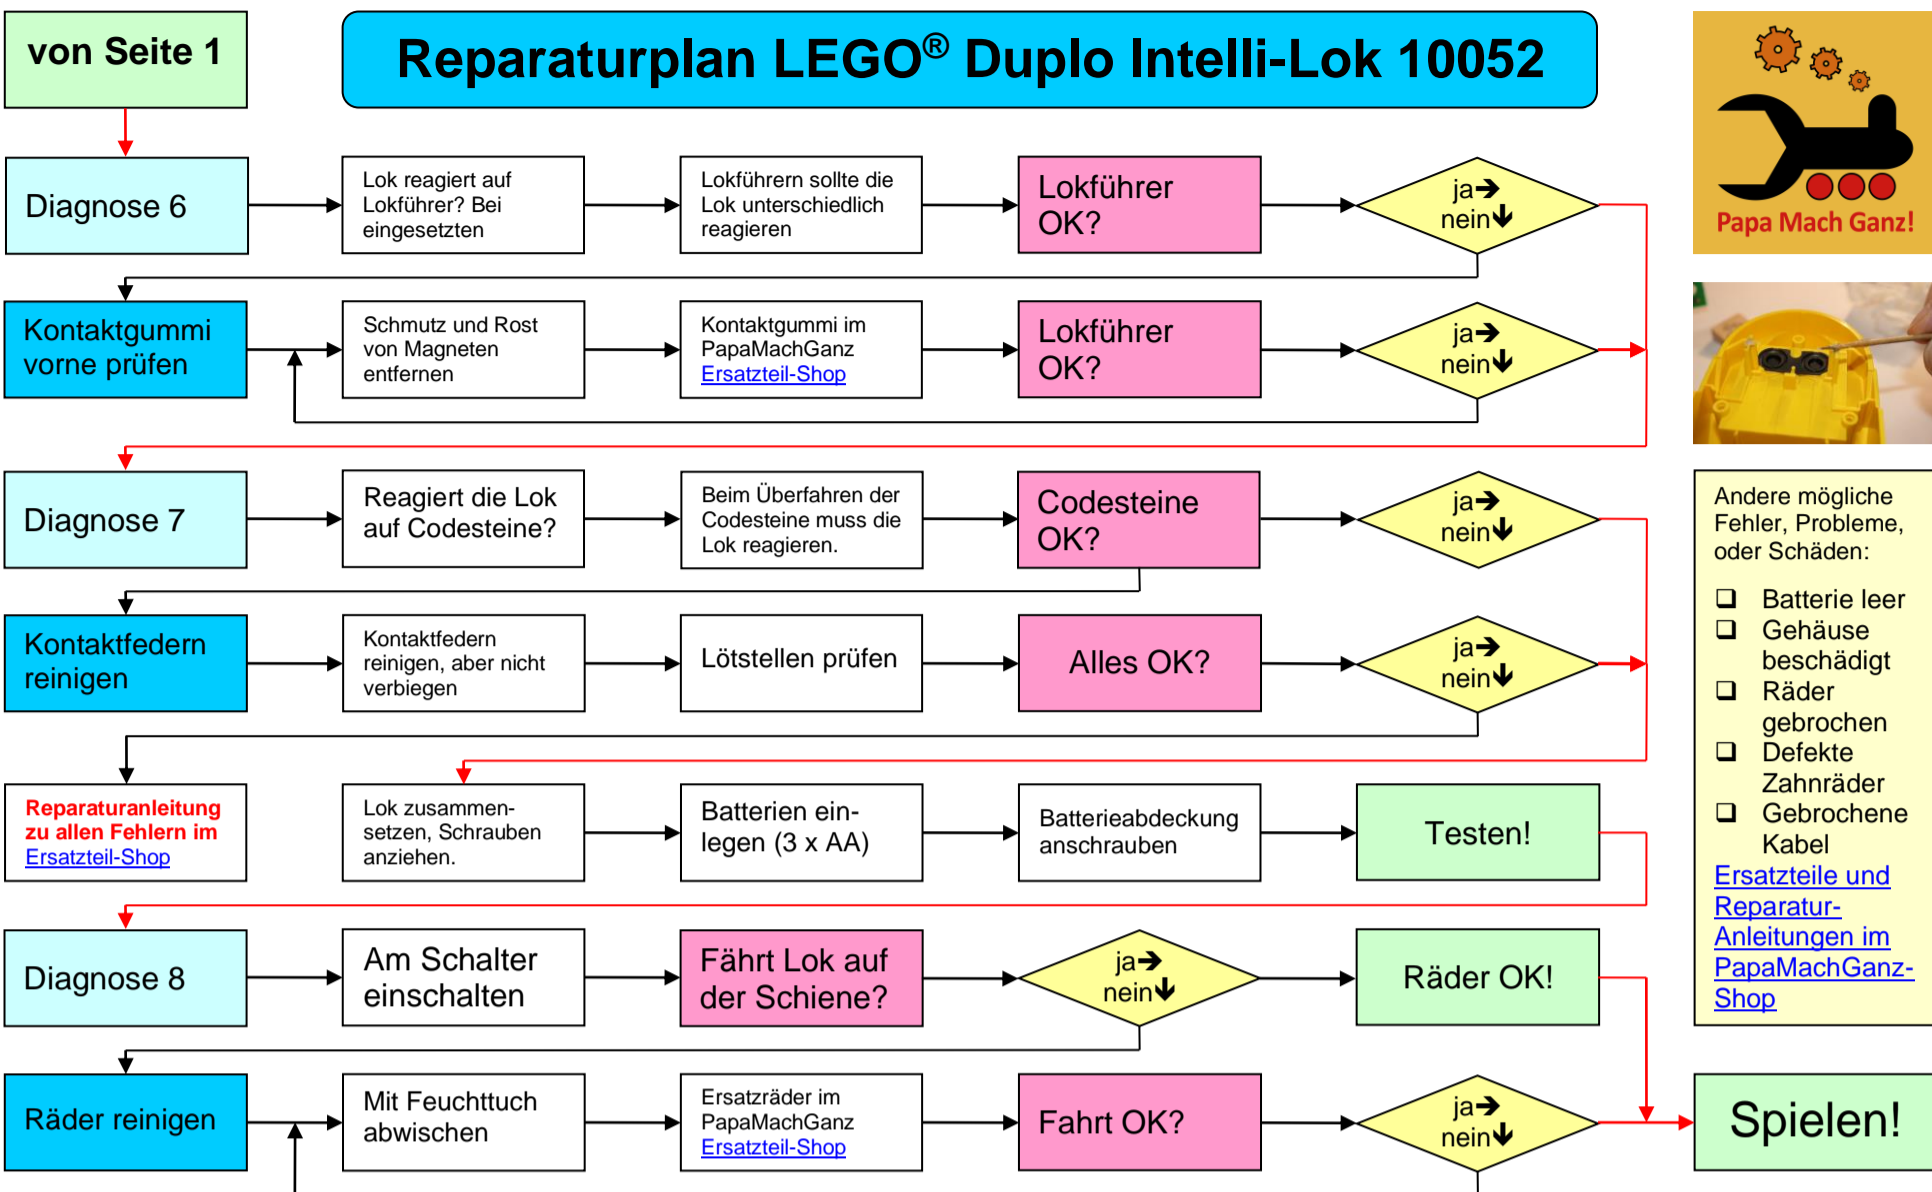 von Seite 1
Reparaturplan LEGO® Duplo Intelli-Lok 10052
Papa Mach Ganz!
Diagnose 6
Lok reagiert auf
Lokführer? Bei
eingesetzten
Lokführern sollte die
Lok unterschiedlich
reagieren
Lokführer
OK?
ja➔
nein🡻
Kontaktgummi
vorne prüfen
Schmutz und Rost
von Magneten
entfernen
Kontaktgummi im
PapaMachGanz
Ersatzteil-Shop
Lokführer
OK?
ja➔
nein🡻
Diagnose 7
Reagiert die Lok
auf Codesteine?
Beim Überfahren der
Codesteine muss die
Lok reagieren.
Codesteine
OK?
ja➔
nein🡻
Kontaktfedern
reinigen
Kontaktfedern
reinigen, aber nicht
verbiegen
Lötstellen prüfen
Alles OK?
ja➔
nein🡻
Reparaturanleitung
zu allen Fehlern im
Ersatzteil-Shop
Lok zusammen-
setzen, Schrauben
anziehen.
Batterien ein-
legen (3 x AA)
Batterieabdeckung
anschrauben
Testen!
Diagnose 8
Am Schalter
einschalten
Fährt Lok auf
der Schiene?
ja➔
nein🡻
Räder OK!
Räder reinigen
Mit Feuchttuch
abwischen
Ersatzräder im
PapaMachGanz
Ersatzteil-Shop
Fahrt OK?
ja➔
nein🡻
Spielen!
Andere mögliche
Fehler, Probleme,
oder Schäden:
❑ Batterie leer
❑ Gehäuse
beschädigt
❑ Räder
gebrochen
❑ Defekte
Zahnräder
❑ Gebrochene
Kabel
Ersatzteile und
Reparatur-
Anleitungen im
PapaMachGanz-
Shop